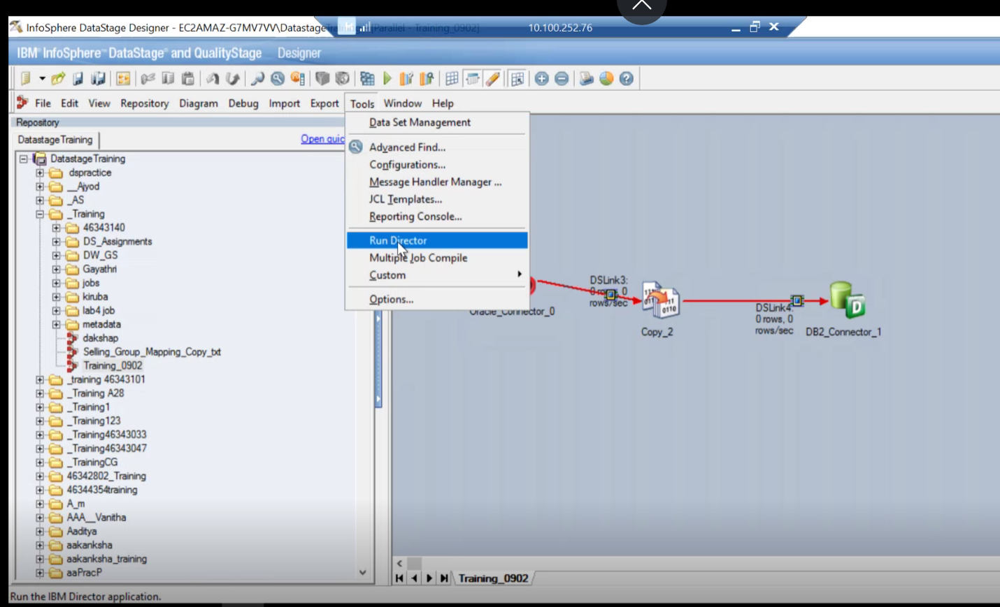 InfoSphere DataStage Designer - EC2AMAZ-G7MV7VV\Datastage [Parallel - Training_0902]
10.100.252.76
IBM InfoSphere DataStage and QualityStage Designer
File Edit View Repository Diagram Debug Import Export Tools Window Help
Repository
DatastageTraining
Open quic
DatastageTraining
dspractice
__Ajyod
_AS
_Training
46343140
DS_Assignments
DW_GS
Gayathri
jobs
kiruba
lab4 job
metadata
dakshap
Selling_Group_Mapping_Copy_txt
Training_0902
_training 46343101
_Training A28
_Training1
_Training123
_Training46343033
_Training46343047
_TrainingCG
46342802_Training
46344354training
A_m
AAA__Vanitha
Aaditya
aakanksha
aakanksha_training
aaPracP
Data Set Management
Advanced Find...
Configurations...
Message Handler Manager ...
JCL Templates...
Reporting Console...
Run Director
Multiple Job Compile
Custom
Options...
Oracle_Connector_0
DSLink3:
0 rows, 0
rows/sec
Copy_2
DSLink4:
0 rows, 0
rows/sec
DB2_Connector_1
Training_0902
Run the IBM Director application.